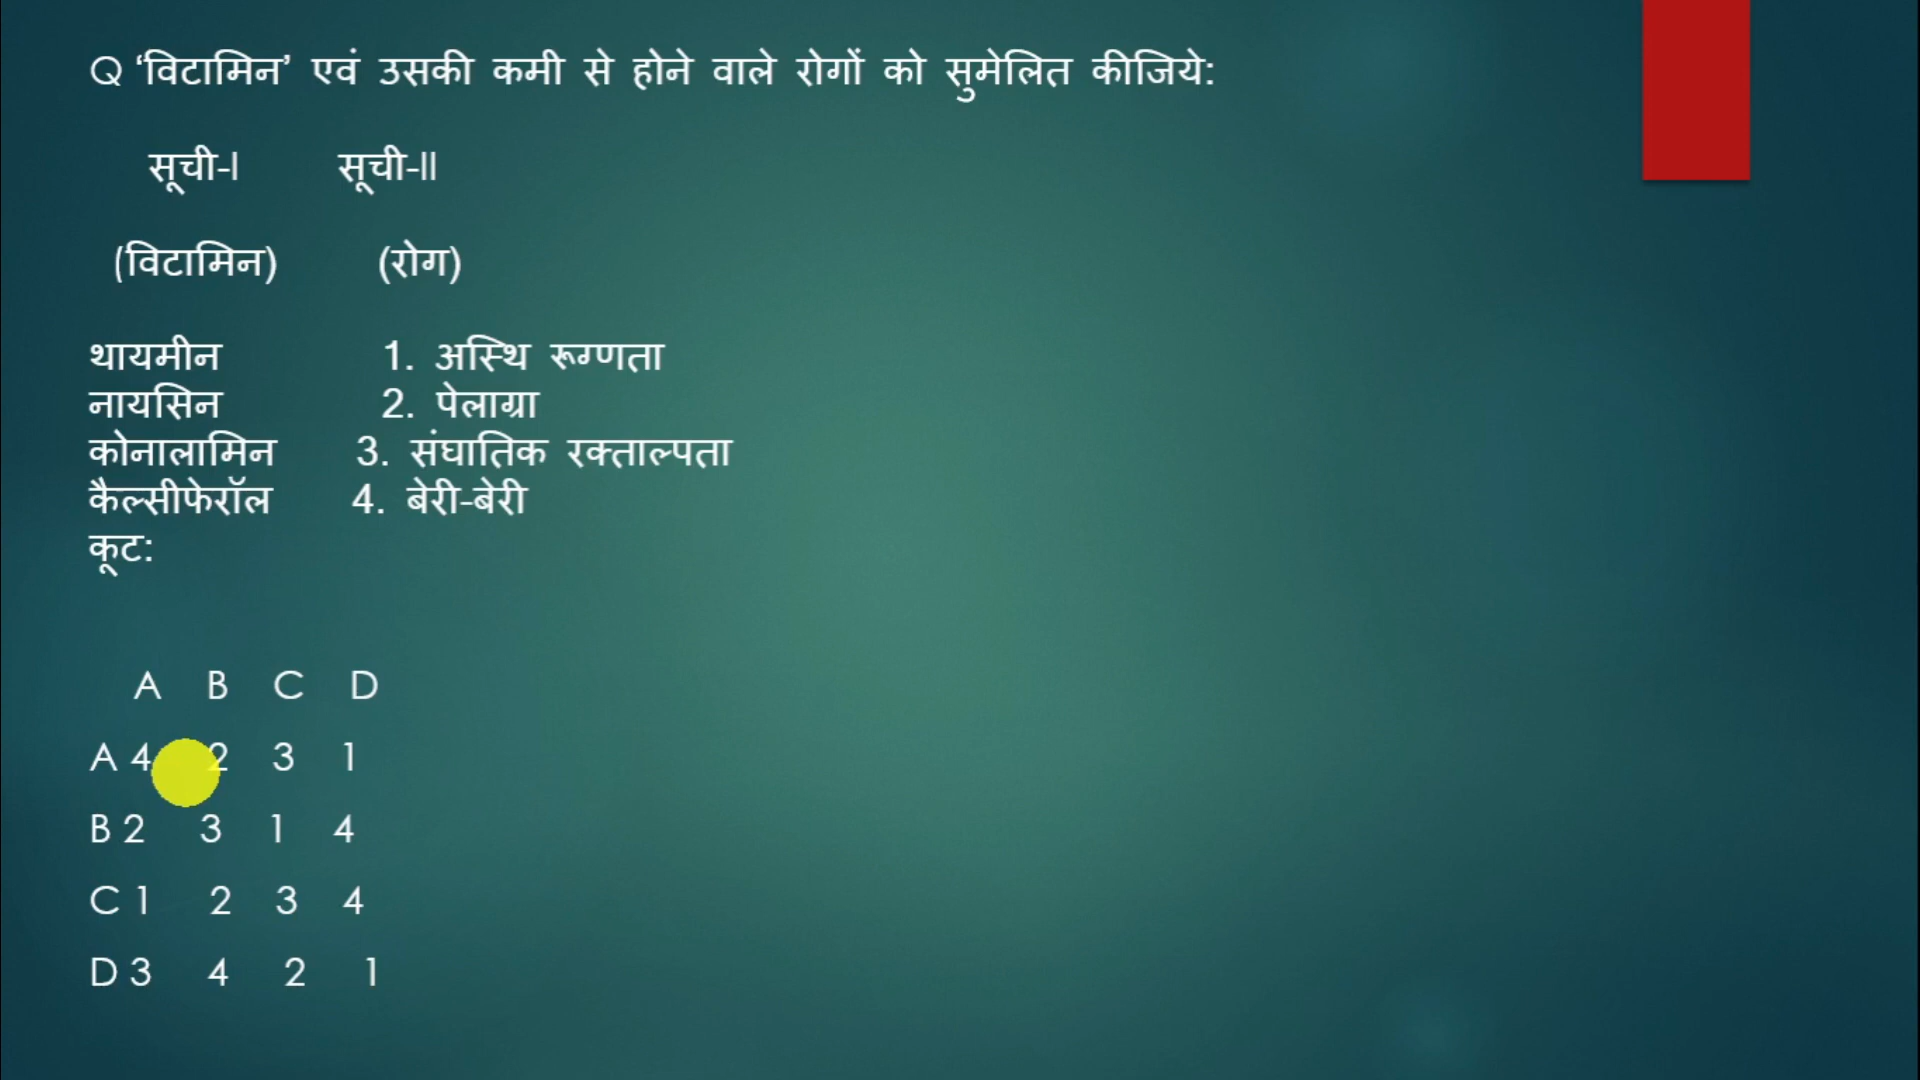 Q ‘विटामिन’ एवं उसकी कमी से होने वाले रोगों को सुमेलित कीजिये:
सूची-I सूची-II
(विटामिन) (रोग)
थायमीन 1. अस्थि रूग्णता
नायसिन 2. पेलाग्रा
कोनालामिन 3. संघातिक रक्ताल्पता
कैल्सीफेरॉल 4. बेरी-बेरी
कूट:
A B C D
A 4 2 3 1
B 2 3 1 4
C 1 2 3 4
D 3 4 2 1